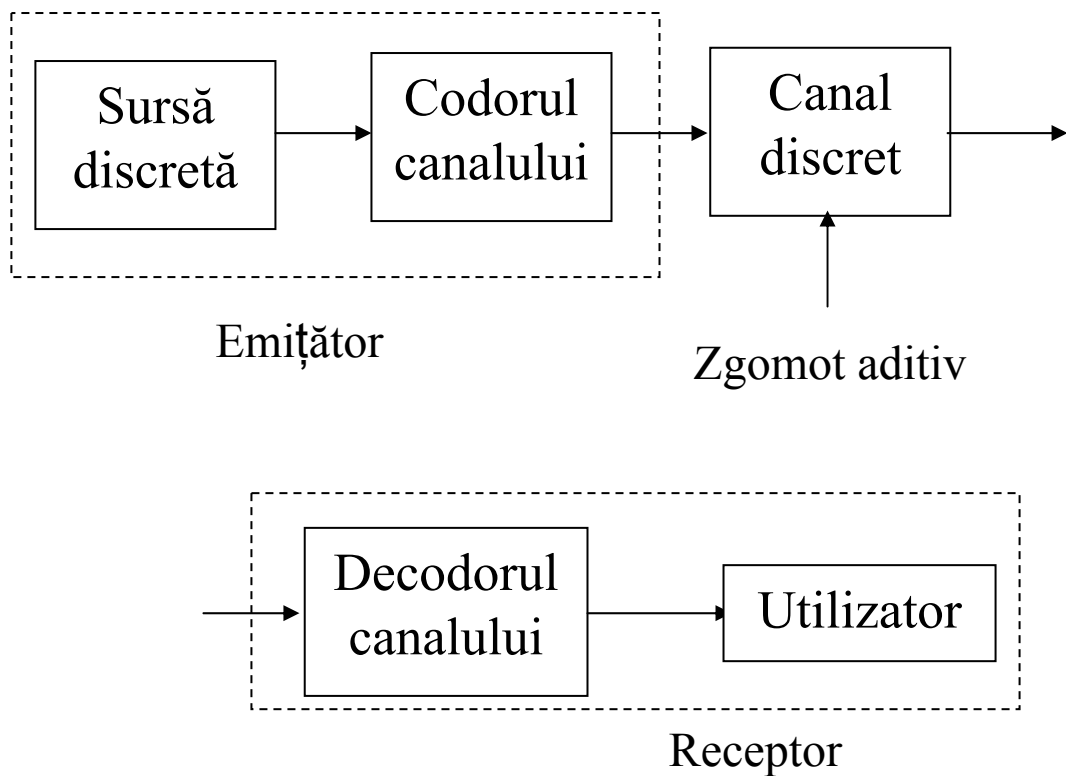 Sursă
discretă
Codorul
canalului
Canal
discret
Emițător
Zgomot aditiv
Decodorul
canalului
Utilizator
Receptor